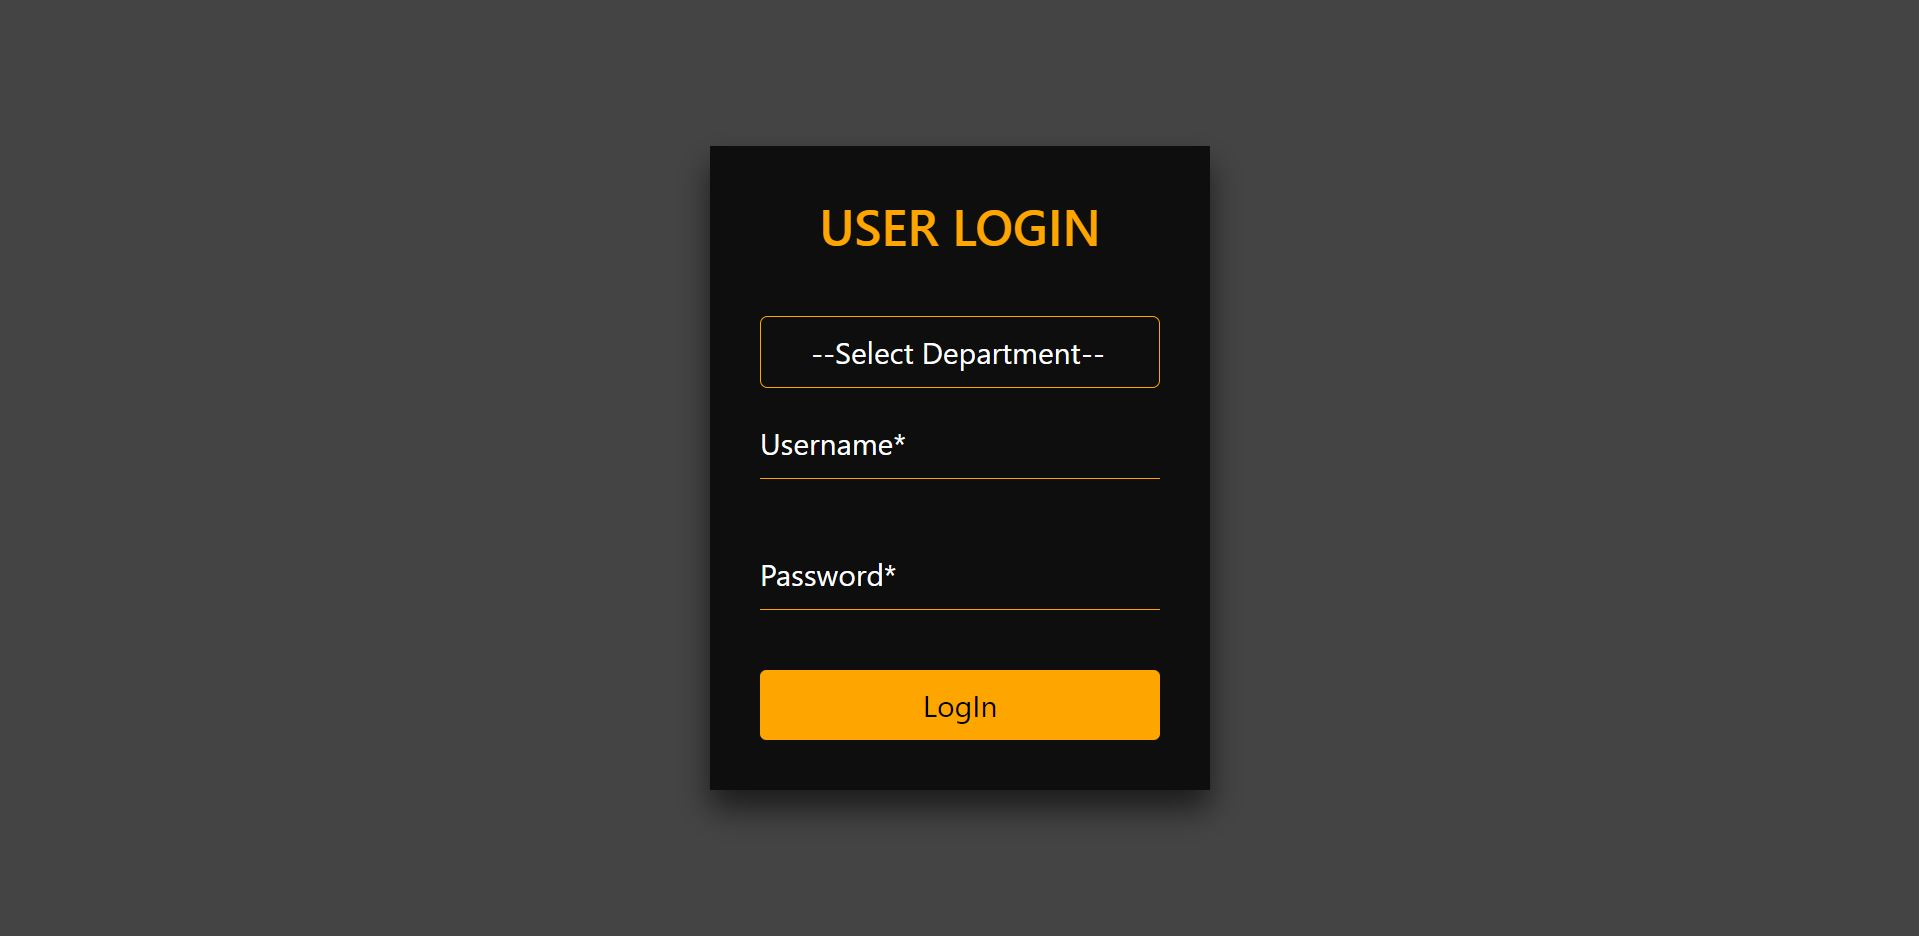 USER LOGIN
--Select Department--
Username*
Password*
LogIn